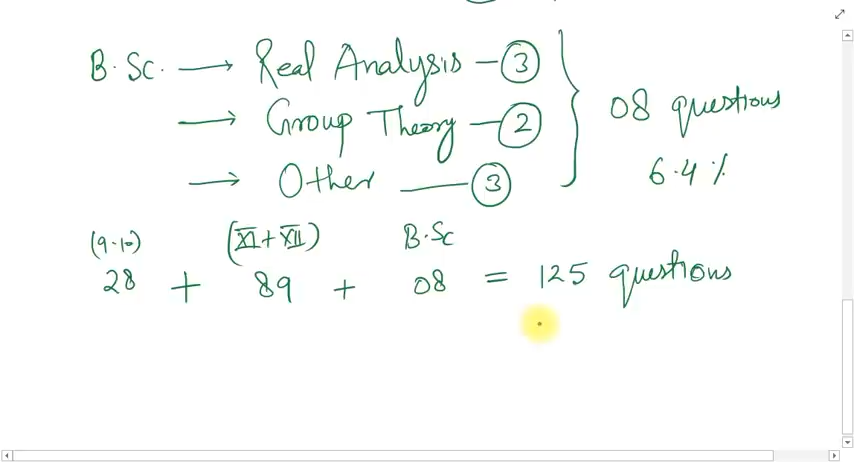 B.Sc. → Real Analysis - 3
→ Group Theory - 2
→ Other - 3
08 questions
6.4%
(9-10) (XI + XII) B.Sc
28 + 89 + 08 = 125 questions